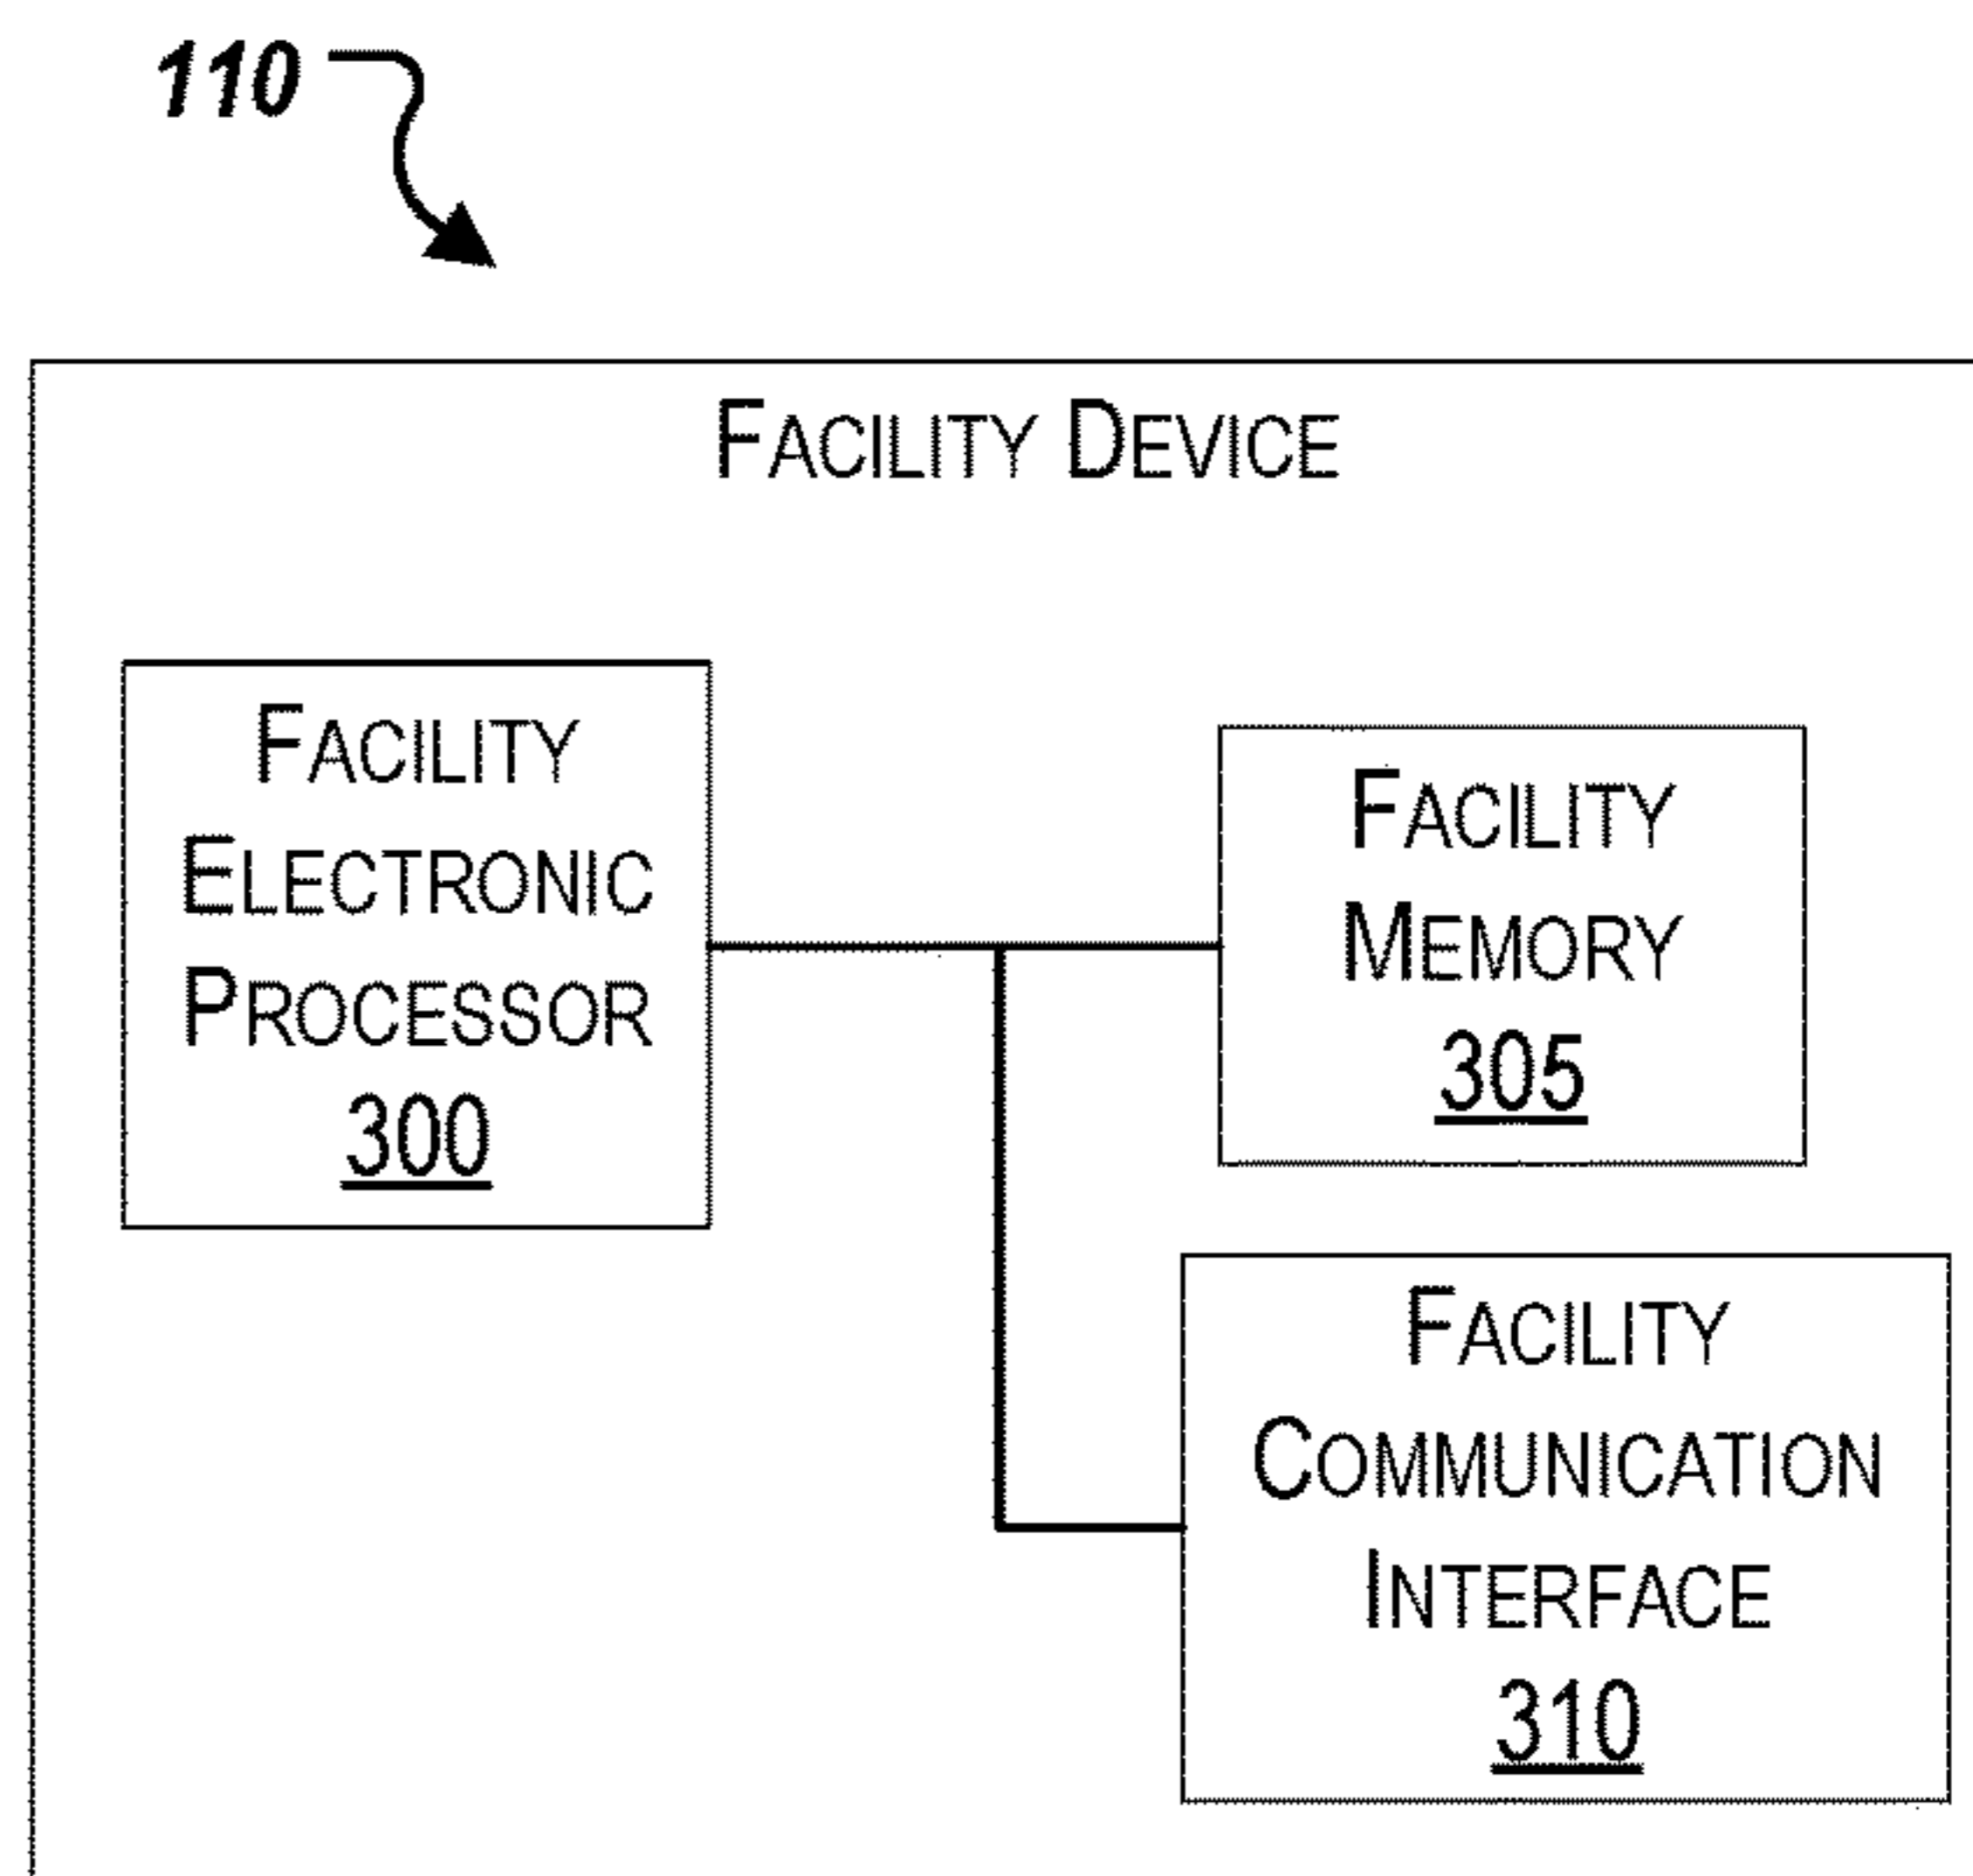 110
FACILITY DEVICE
FACILITY
ELECTRONIC
PROCESSOR
300
FACILITY
MEMORY
305
FACILITY
COMMUNICATION
INTERFACE
310